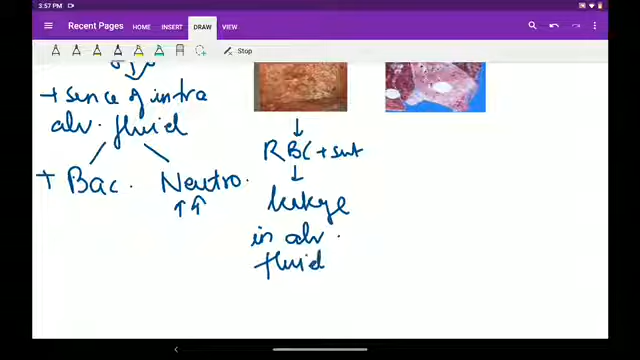 3:57 PM
Recent Pages HOME INSERT DRAW VIEW
Stop
+sence of intra
alv. fluid
+ Bac. Neutro.
↑↑
↓
RBC +sut
↓
lekage
in alv.
fluid